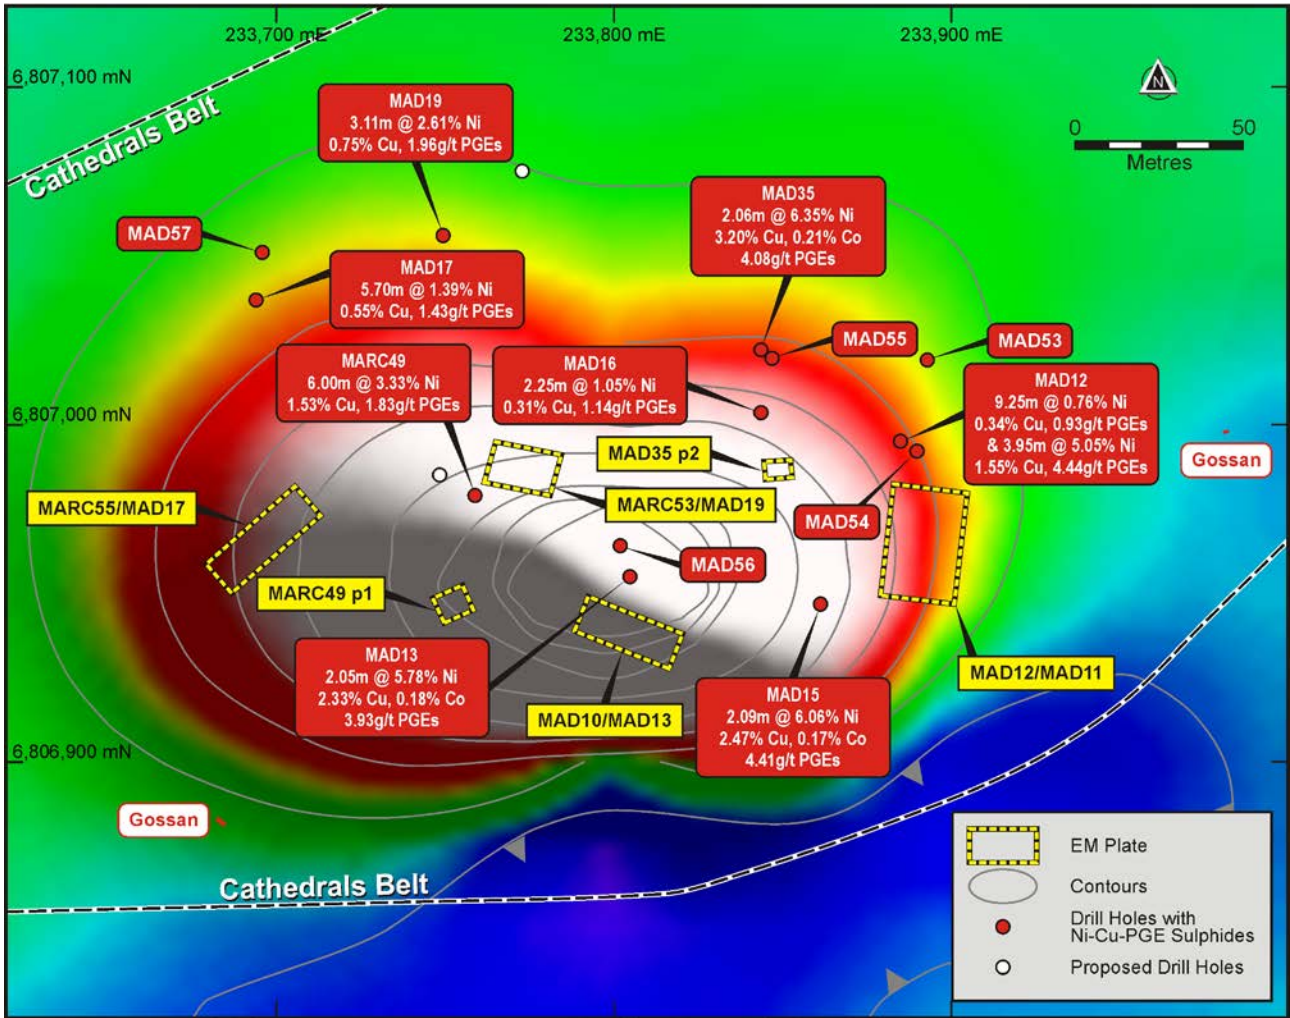 233,700 mE
233,800 mE
233,900 mE
6,807,100 mN
N
0
50
Metres
Cathedrals Belt
MAD19
3.11m @ 2.61% Ni
0.75% Cu, 1.96g/t PGEs
MAD57
MAD17
5.70m @ 1.39% Ni
0.55% Cu, 1.43g/t PGEs
MAD35
2.06m @ 6.35% Ni
3.20% Cu, 0.21% Co
4.08g/t PGEs
MAD55
MAD53
MARC49
6.00m @ 3.33% Ni
1.53% Cu, 1.83g/t PGEs
MAD16
2.25m @ 1.05% Ni
0.31% Cu, 1.14g/t PGEs
MAD12
9.25m @ 0.76% Ni
0.34% Cu, 0.93g/t PGEs
& 3.95m @ 5.05% Ni
1.55% Cu, 4.44g/t PGEs
6,807,000 mN
MAD35 p2
Gossan
MARC55/MAD17
MARC53/MAD19
MAD54
MAD56
MARC49 p1
MAD13
2.05m @ 5.78% Ni
2.33% Cu, 0.18% Co
3.93g/t PGEs
MAD10/MAD13
MAD15
2.09m @ 6.06% Ni
2.47% Cu, 0.17% Co
4.41g/t PGEs
MAD12/MAD11
6,806,900 mN
Gossan
Cathedrals Belt
EM Plate
Contours
Drill Holes with
Ni-Cu-PGE Sulphides
Proposed Drill Holes